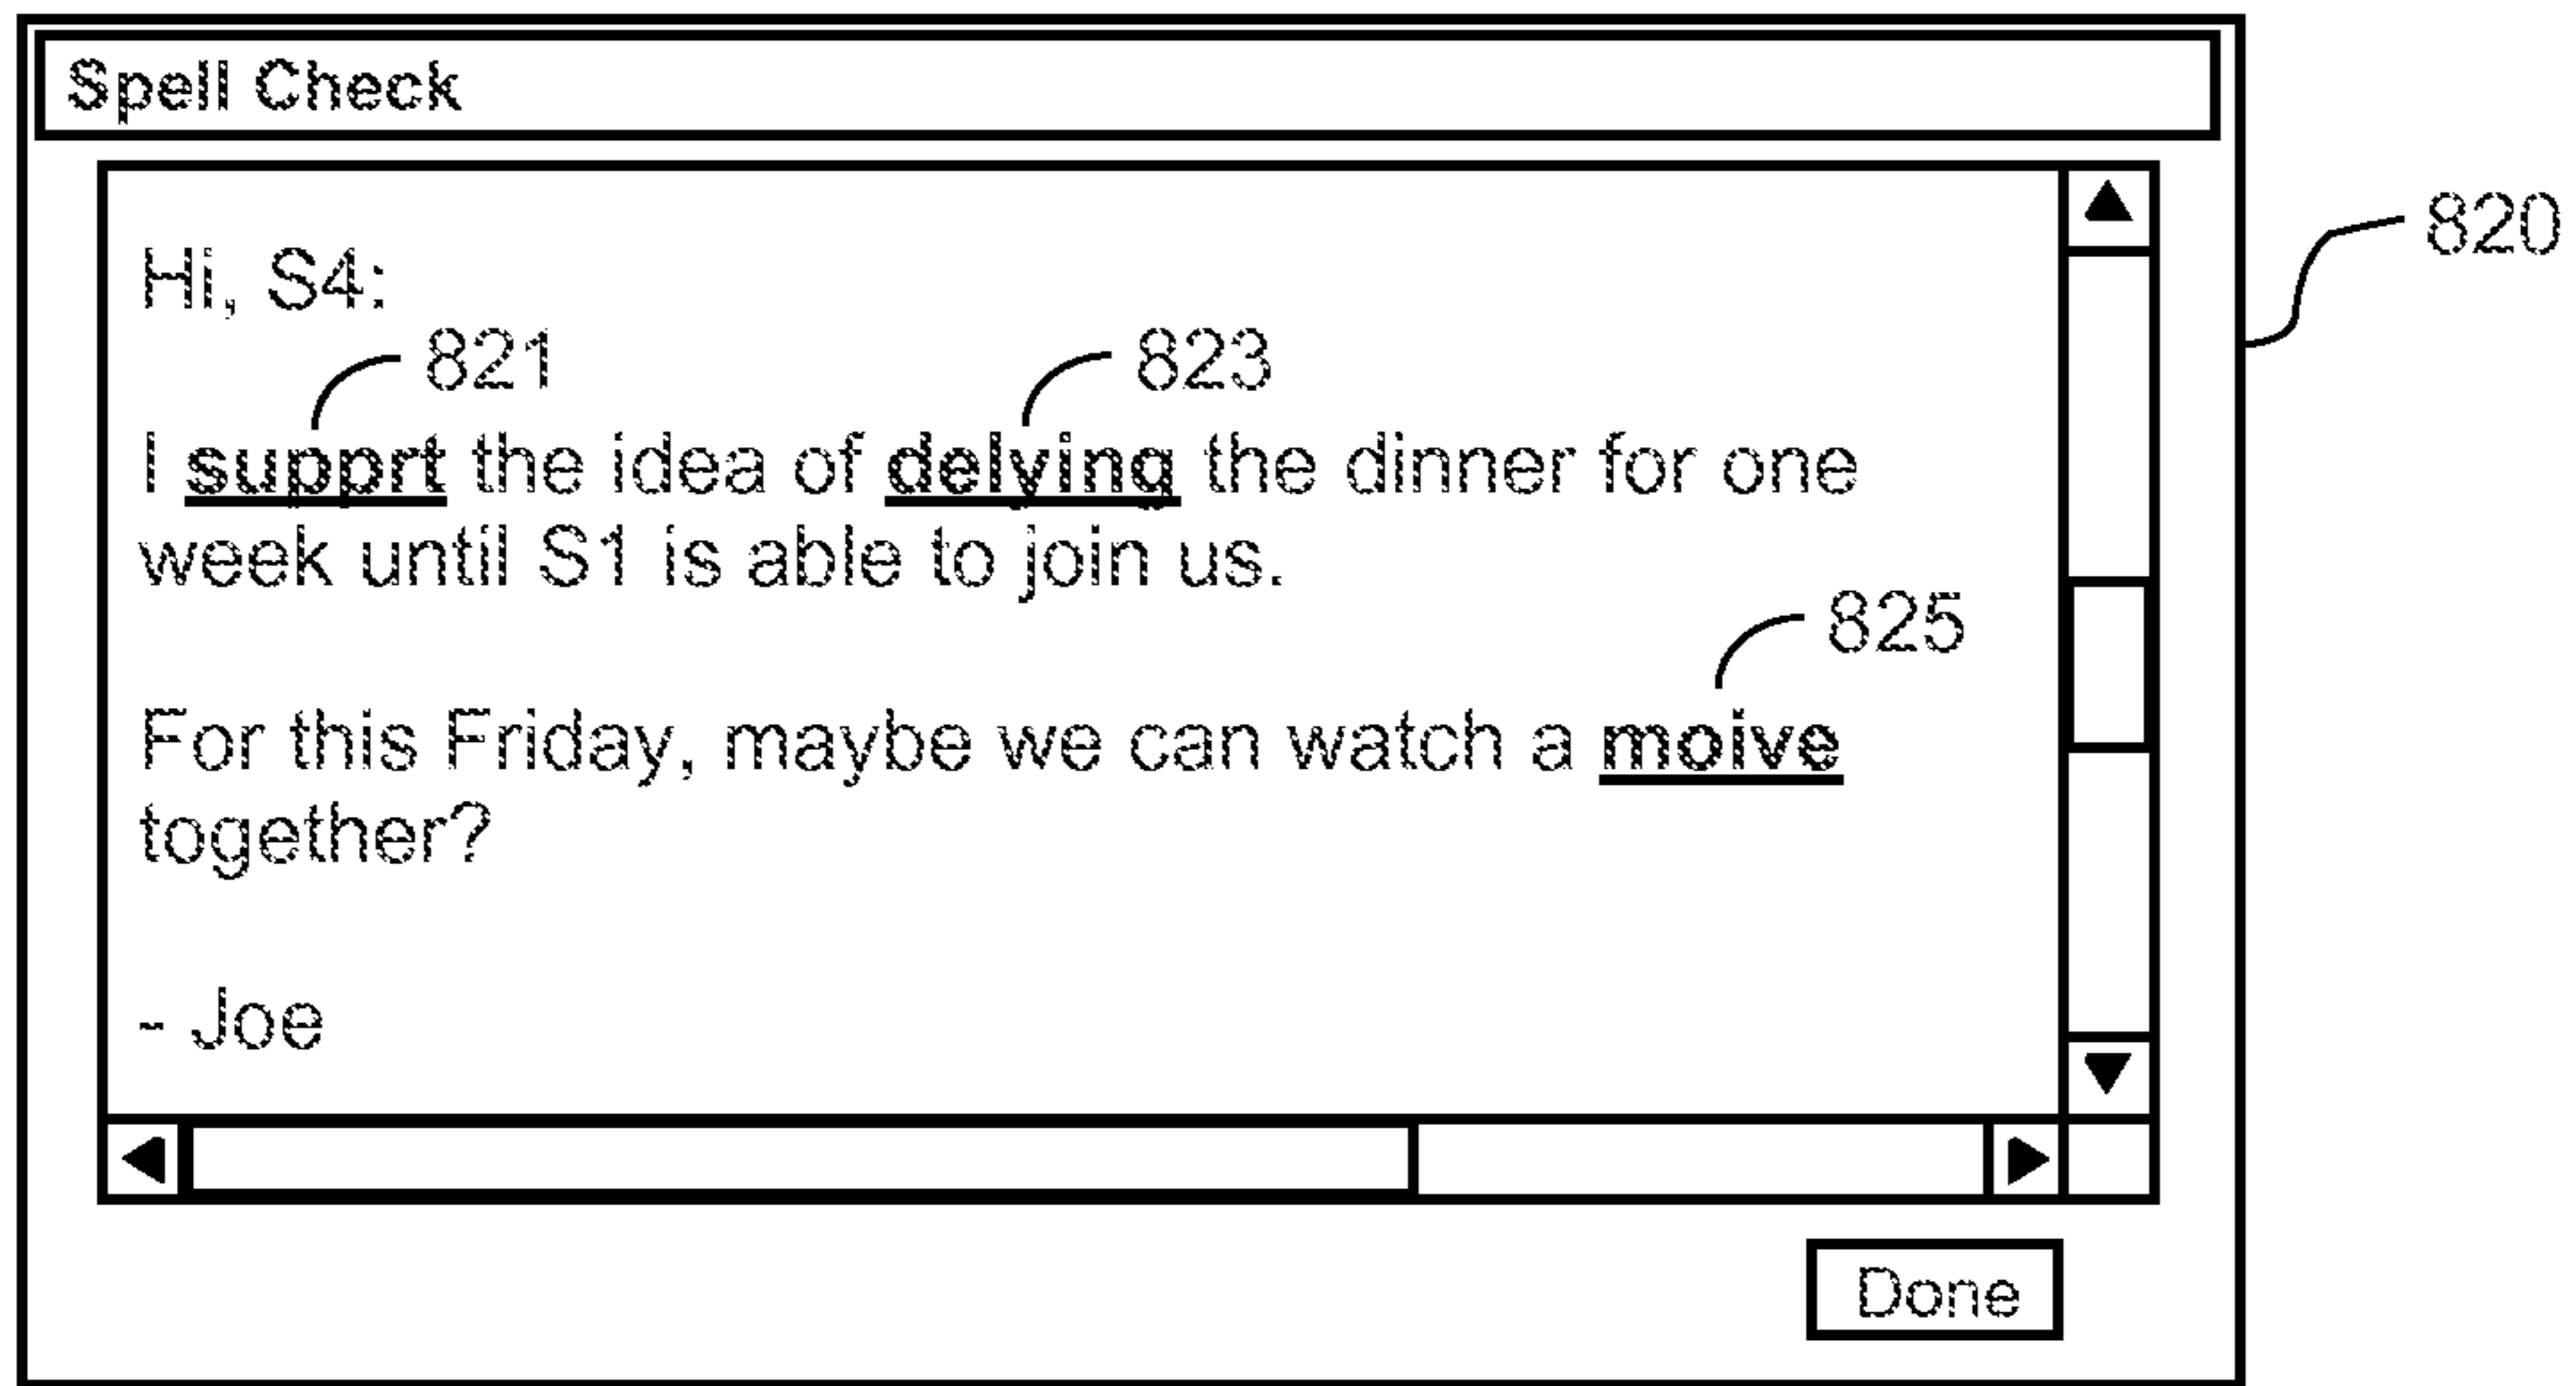 Spell Check
820
Hi, S4:
821 823
I supprt the idea of delying the dinner for one
week until S1 is able to join us.
825
For this Friday, maybe we can watch a moive
together?
- Joe
Done